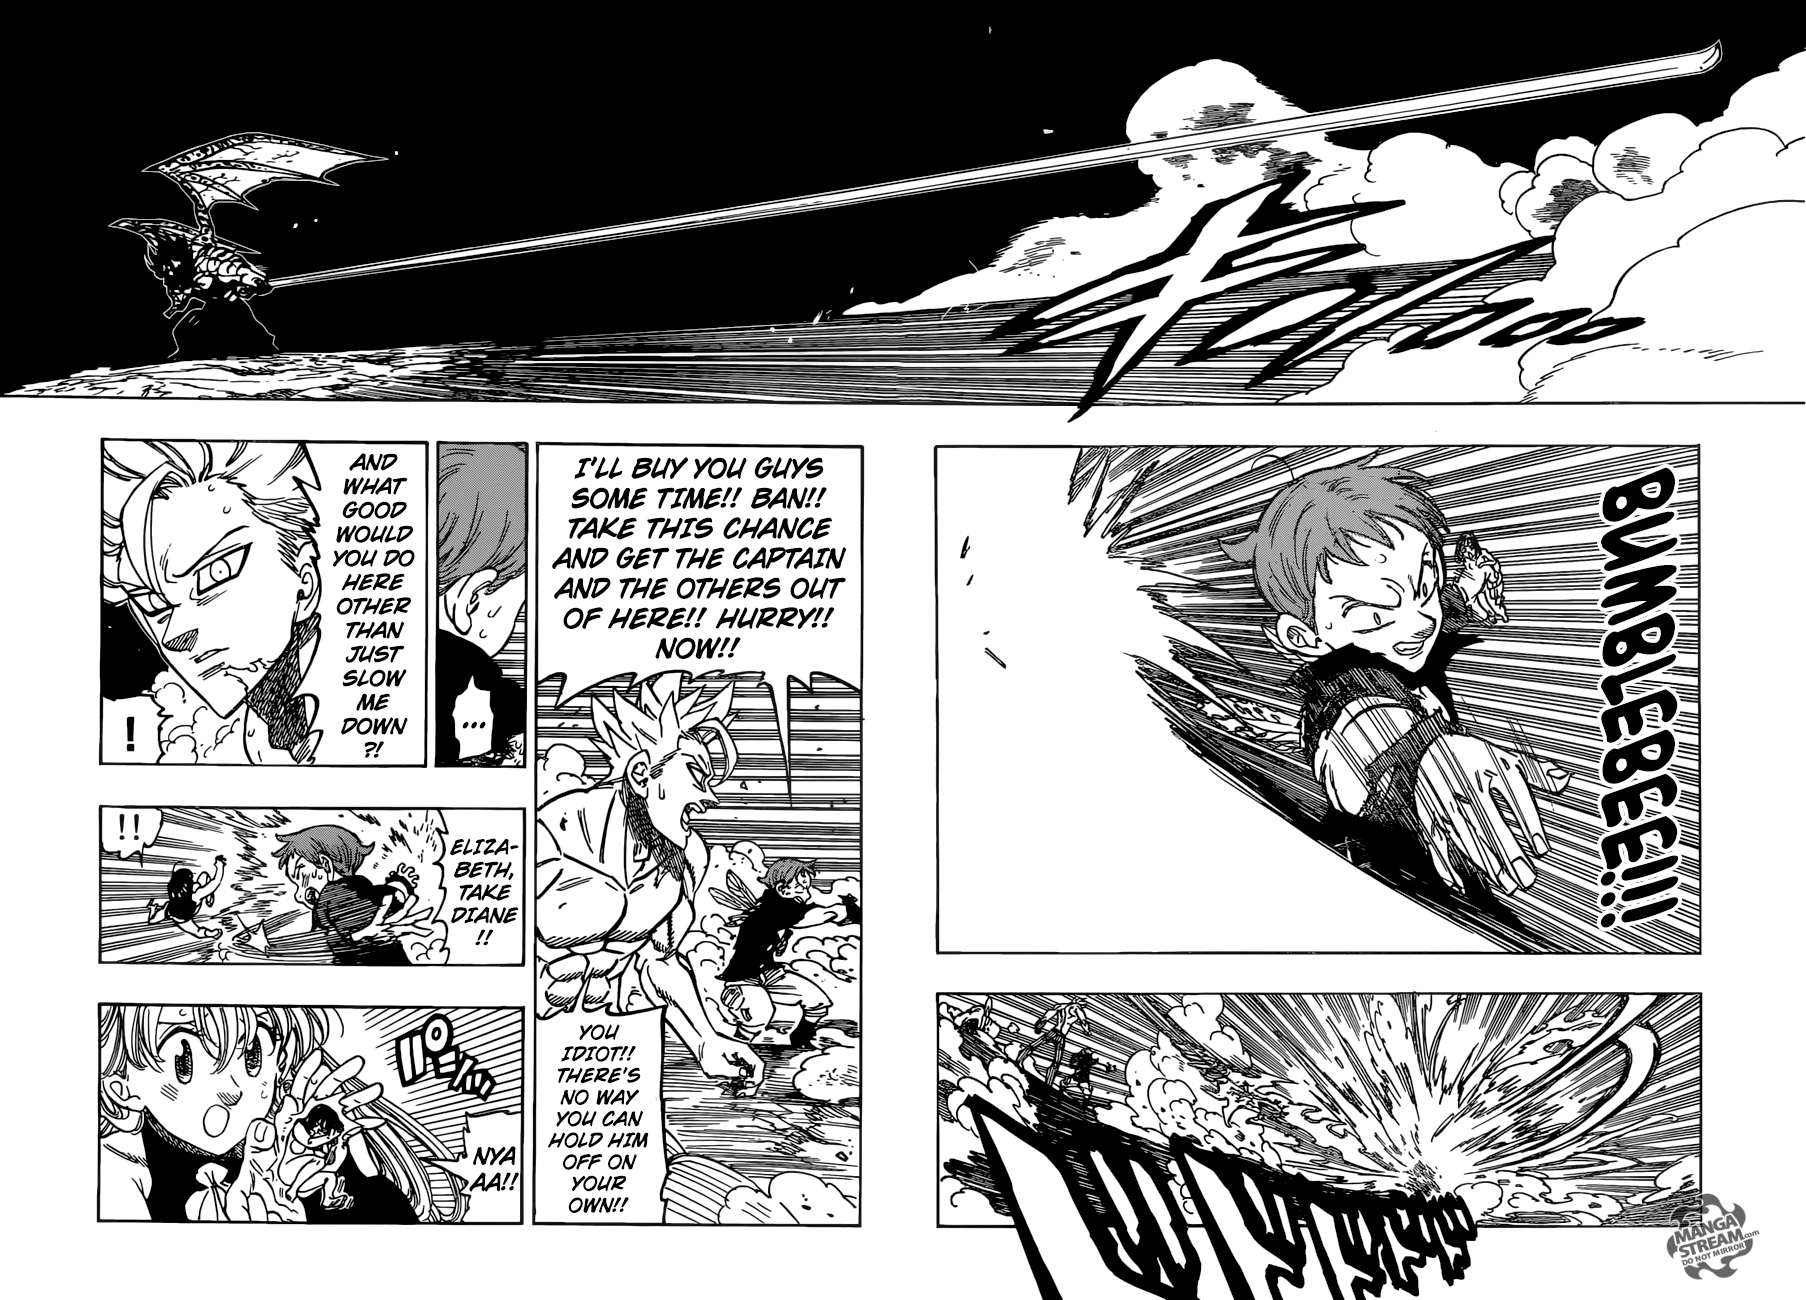 BUMBLEBEE!!!
I'LL BUY YOU GUYS
SOME TIME!! BAN!!
TAKE THIS CHANCE
AND GET THE CAPTAIN
AND THE OTHERS OUT
OF HERE!! HURRY!!
NOW!!
YOU
IDIOT!!
THERE'S
NO WAY
YOU CAN
HOLD HIM
OFF ON
YOUR
OWN!!
...
AND
WHAT
GOOD
WOULD
YOU DO
HERE
OTHER
THAN
JUST
SLOW
ME
DOWN
?!
!
ELIZA-
BETH,
TAKE
DIANE
!!
!!
NYA
AA!!
MANGA
STREAM.com
DO NOT MIRROR